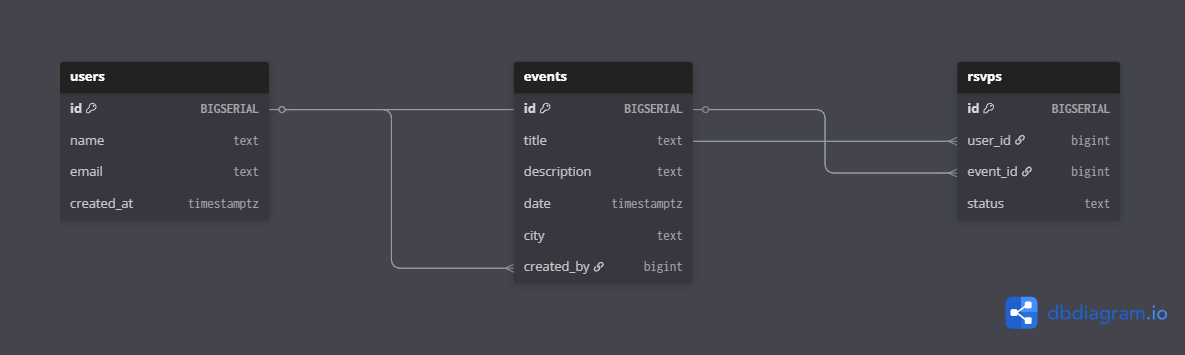 users
id BIGSERIAL
name text
email text
created_at timestamptz
events
id BIGSERIAL
title text
description text
date timestamptz
city text
created_by bigint
rsvps
id BIGSERIAL
user_id bigint
event_id bigint
status text
dbdiagram.io